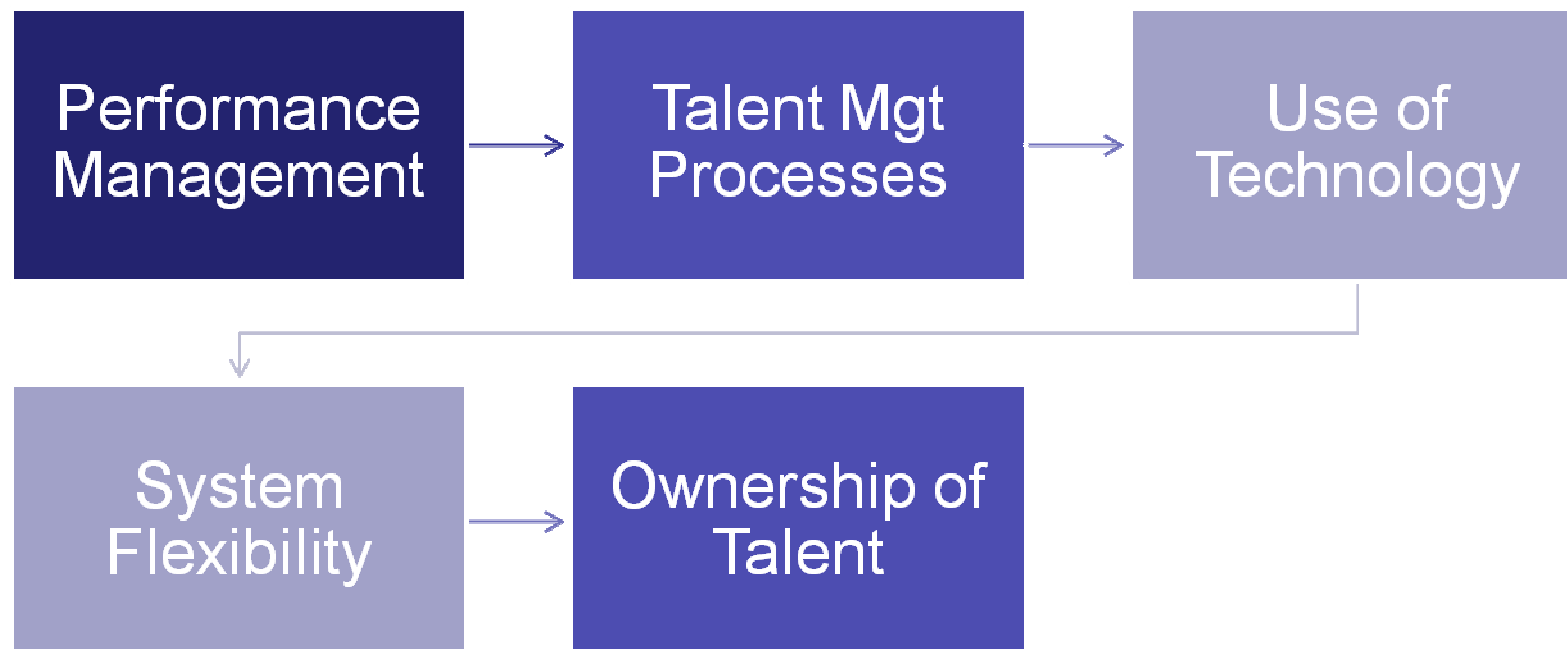 Performance
Management
Talent Mgt
Processes
Use of
Technology
System
Flexibility
Ownership of
Talent